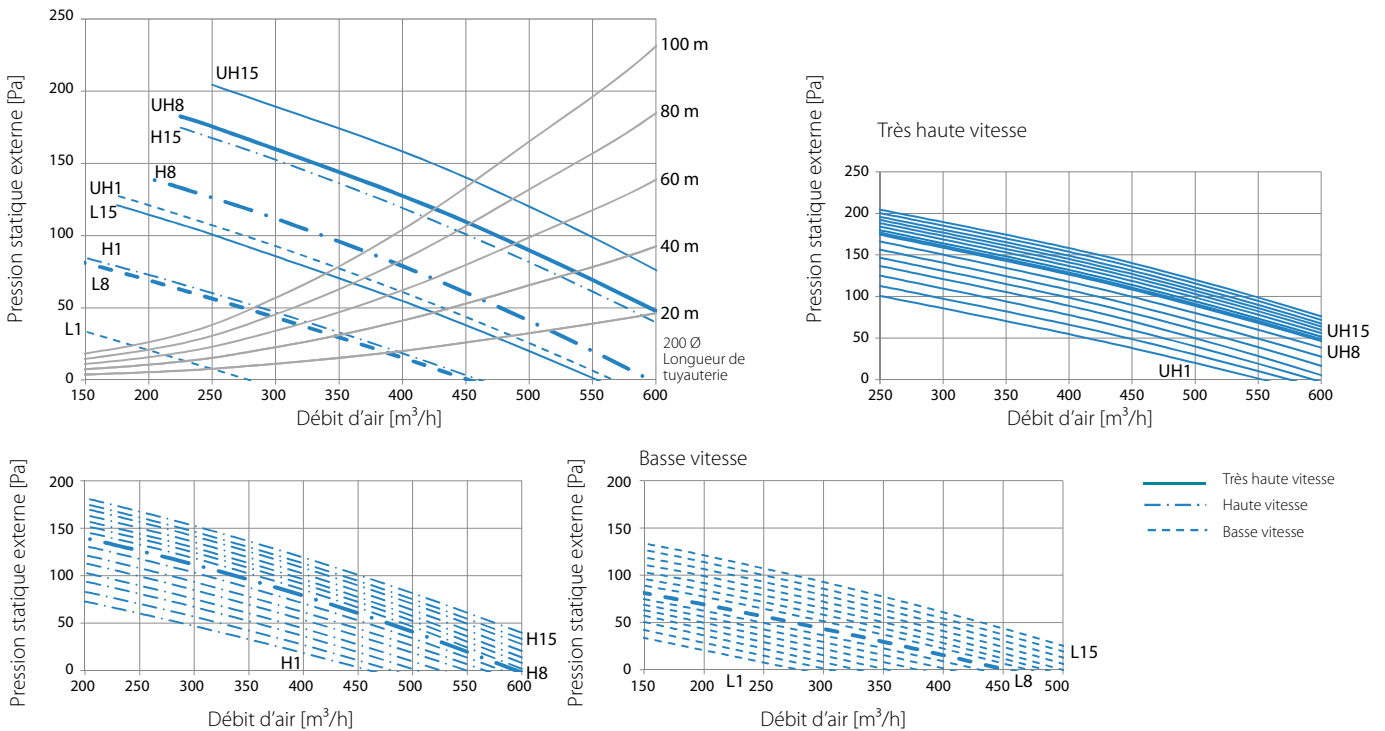 Pression statique externe [Pa]
250
200
150
100
50
0
UH15
UH8
H15
H8
UH1
L15
H1
L8
L1
100 m
80 m
60 m
40 m
20 m
200 Ø
Longueur de
tuyauterie
150 200 250 300 350 400 450 500 550 600
Débit d'air [m³/h]
Très haute vitesse
Pression statique externe [Pa]
250
200
150
100
50
0
UH15
UH8
UH1
250 300 350 400 450 500 550 600
Débit d'air [m³/h]
Pression statique externe [Pa]
200
150
100
50
0
H15
H1
H8
200 250 300 350 400 450 500 550 600
Débit d'air [m³/h]
Basse vitesse
Pression statique externe [Pa]
200
150
100
50
0
L15
L1
L8
150 200 250 300 350 400 450 500
Débit d'air [m³/h]
Très haute vitesse
Haute vitesse
Basse vitesse